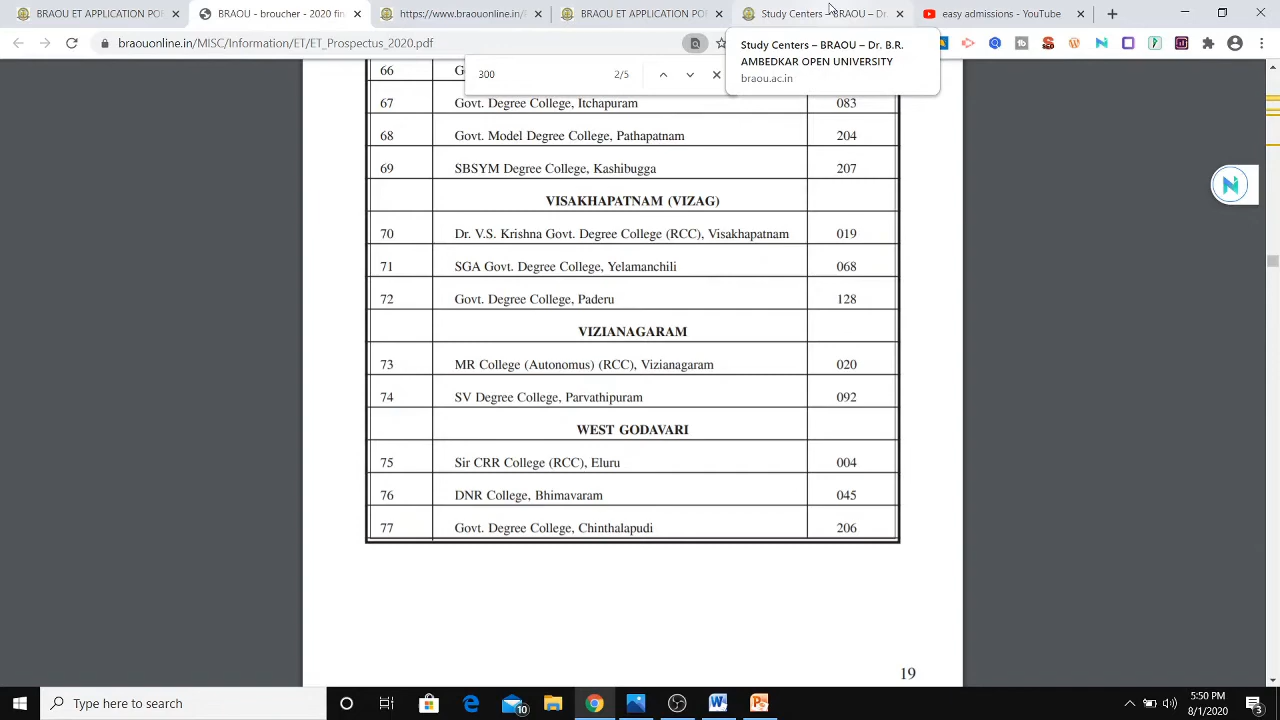 BRAOU ET APPLICATION POR
BRAOU - broucher - 2020 fin
https://www.braouonline.in/F
BRAOU ET APPLICATION POR
Study Centers – BRAOU – Dr.
easy admissions - YouTube
braouonline.in/MISC/Information/ET/ET_Prospectus_2020.pdf
300 2/5
Study Centers – BRAOU – Dr. B.R.
AMBEDKAR OPEN UNIVERSITY
braou.ac.in
66 G
67 Govt. Degree College, Itchapuram 083
68 Govt. Model Degree College, Pathapatnam 204
69 SBSYM Degree College, Kashibugga 207
VISAKHAPATNAM (VIZAG)
70 Dr. V.S. Krishna Govt. Degree College (RCC), Visakhapatnam 019
71 SGA Govt. Degree College, Yelamanchili 068
72 Govt. Degree College, Paderu 128
VIZIANAGARAM
73 MR College (Autonomus) (RCC), Vizianagaram 020
74 SV Degree College, Parvathipuram 092
WEST GODAVARI
75 Sir CRR College (RCC), Eluru 004
76 DNR College, Bhimavaram 045
77 Govt. Degree College, Chinthalapudi 206
19
Type here to search
10
5:50 PM
8/1/2020
3